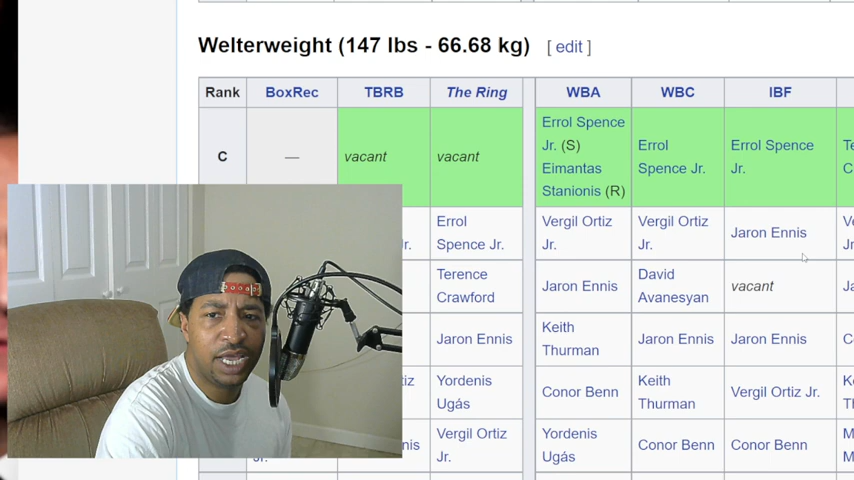 Welterweight (147 lbs - 66.68 kg) [ edit ]
Rank BoxRec TBRB The Ring WBA WBC IBF
C — vacant vacant Errol Spence Jr. (S) Eimantas Stanionis (R) Errol Spence Jr. Errol Spence Jr.
Jr. Errol Spence Jr. Vergil Ortiz Jr. Vergil Ortiz Jr. Jaron Ennis
Terence Crawford Jaron Ennis David Avanesyan vacant
Jaron Ennis Keith Thurman Jaron Ennis Jaron Ennis
Yordenis Ugás Conor Benn Keith Thurman Vergil Ortiz Jr.
Jr. Vergil Ortiz Jr. Yordenis Ugás Conor Benn Conor Benn